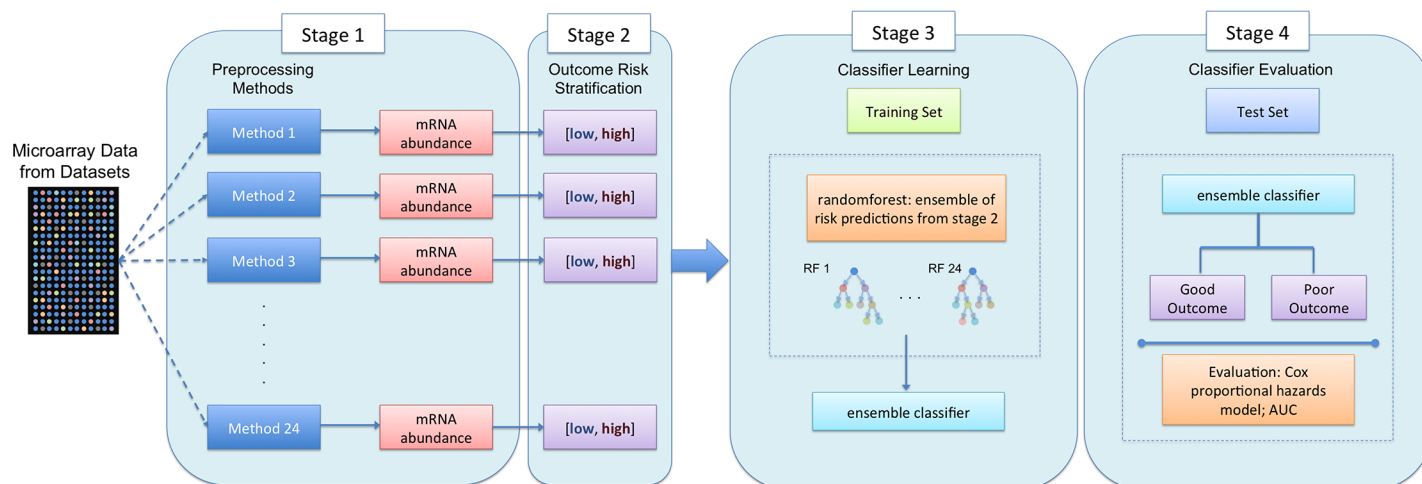 Stage 1
Stage 2
Stage 3
Stage 4
Preprocessing
Methods
Outcome Risk
Stratification
Classifier Learning
Classifier Evaluation
Microarray Data
from Datasets
Method 1
mRNA
abundance
[low, high]
Method 2
mRNA
abundance
[low, high]
Method 3
mRNA
abundance
[low, high]
.
.
.
.
.
Method 24
mRNA
abundance
[low, high]
Training Set
randomforest: ensemble of
risk predictions from stage 2
RF 1
. . .
RF 24
ensemble classifier
Test Set
ensemble classifier
Good
Outcome
Poor
Outcome
Evaluation: Cox
proportional hazards
model; AUC